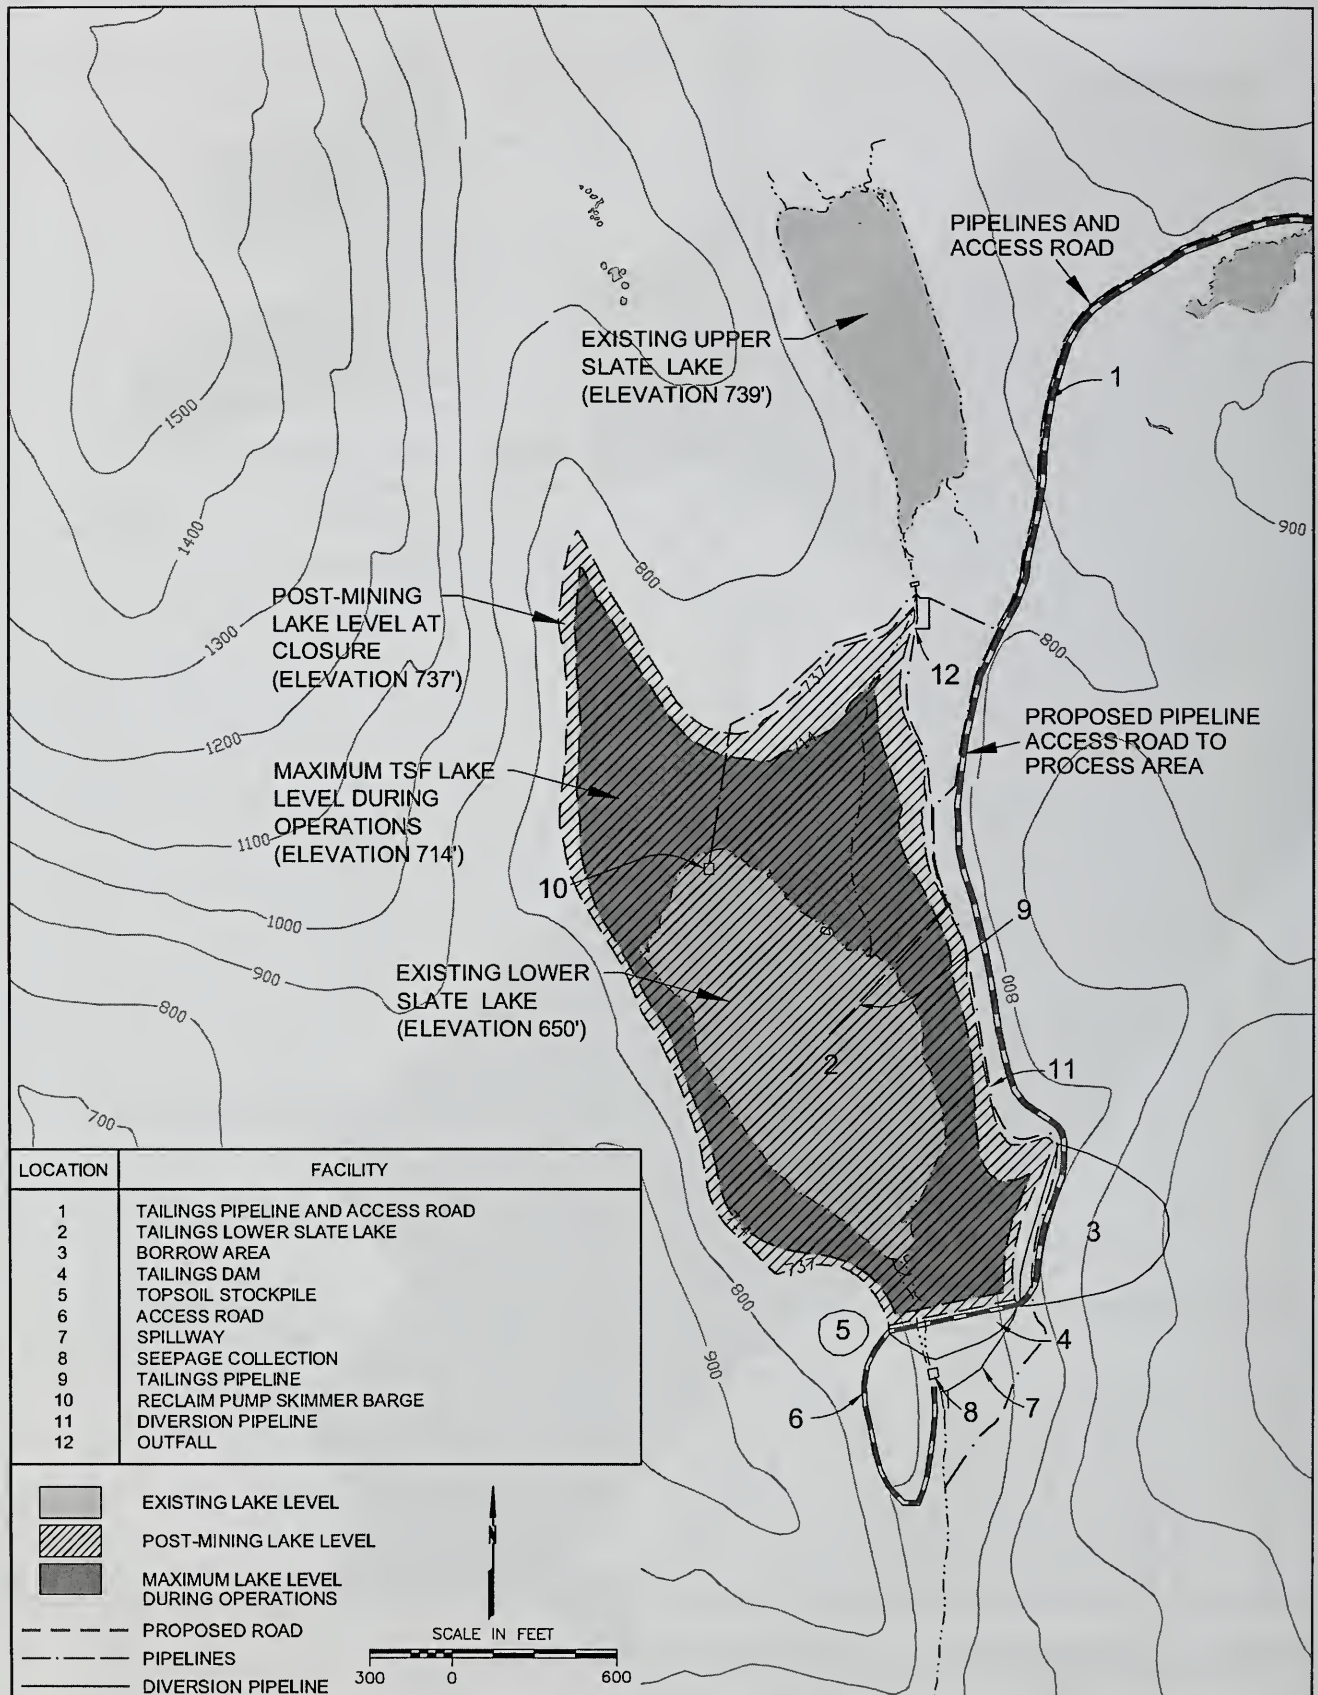 PIPELINES AND
ACCESS ROAD
1
EXISTING UPPER
SLATE LAKE
(ELEVATION 739')
1500
1400
900
800
POST-MINING
LAKE LEVEL AT
CLOSURE
(ELEVATION 737')
1300
800
737
12
1200
714
PROPOSED PIPELINE
ACCESS ROAD TO
PROCESS AREA
MAXIMUM TSF LAKE
LEVEL DURING
OPERATIONS
(ELEVATION 714')
1100
10
1000
9
900
EXISTING LOWER
SLATE LAKE
(ELEVATION 650')
800
800
2
11
700
3
714
737
800
5
4
900
6
8
7
LOCATION FACILITY
1 TAILINGS PIPELINE AND ACCESS ROAD
2 TAILINGS LOWER SLATE LAKE
3 BORROW AREA
4 TAILINGS DAM
5 TOPSOIL STOCKPILE
6 ACCESS ROAD
7 SPILLWAY
8 SEEPAGE COLLECTION
9 TAILINGS PIPELINE
10 RECLAIM PUMP SKIMMER BARGE
11 DIVERSION PIPELINE
12 OUTFALL
EXISTING LAKE LEVEL
POST-MINING LAKE LEVEL
MAXIMUM LAKE LEVEL
DURING OPERATIONS
PROPOSED ROAD
PIPELINES
DIVERSION PIPELINE
N
SCALE IN FEET
300 0 600